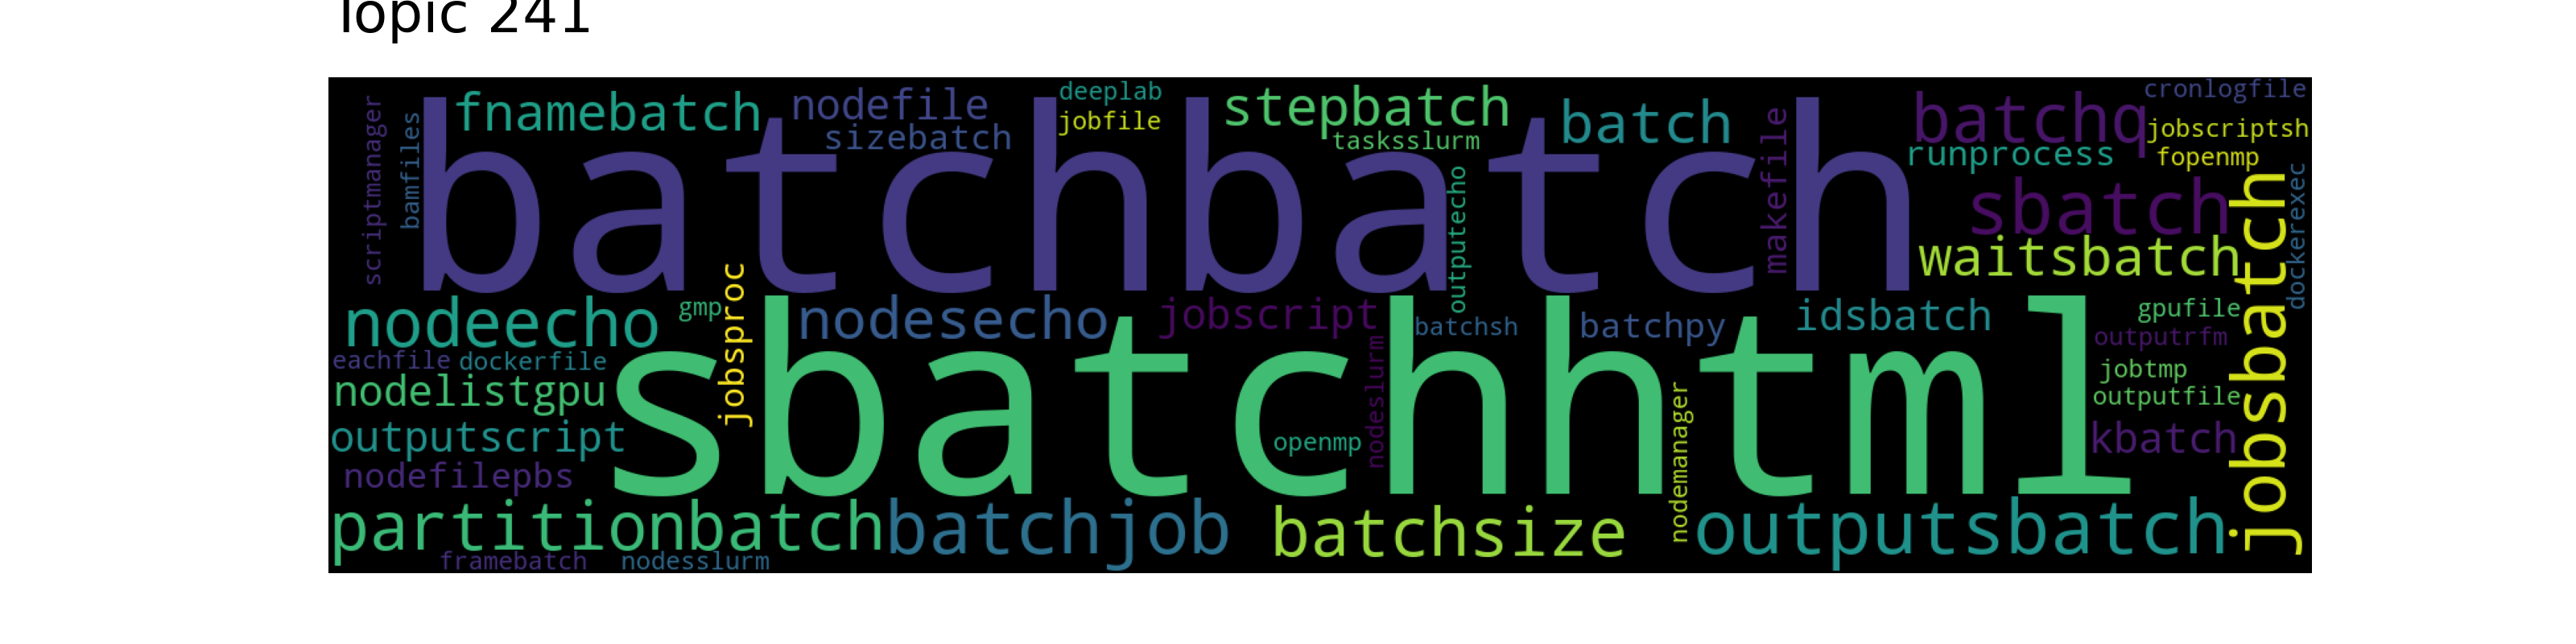 Topic 241
scriptmanager
bamfiles
fnamebatch
nodefile
sizebatch
deeplab
jobfile
stepbatch
tasksslurm
batch
makefile
batchq
cronlogfile
jobscriptsh
runprocess
fopenmp
batchbatch
sbatch
outputecho
waitsbatch
jobsbatch
dockerexec
nodeecho
gmp
jobsproc
nodesecho
jobscript
batchsh
batchpy
idsbatch
gpufile
outputrfm
eachfile
dockerfile
nodelistgpu
sbatchhtml
nodeslurm
jobtmp
outputfile
outputscript
openmp
nodemanager
kbatch
nodefilepbs
partitionbatch
batchjob
batchsize
outputsbatch
framebatch
nodesslurm